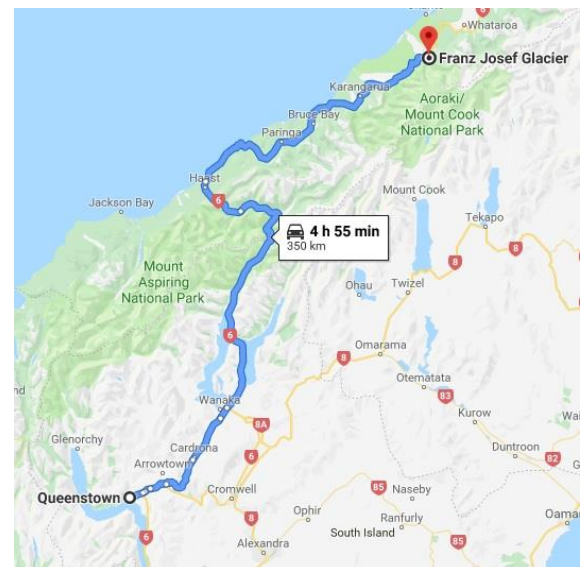 Whataroa
Franz Josef Glacier
Karangarua
Aoraki/
Mount Cook
National Park
Bruce Bay
Paringa
Haast
6
Mount Cook
Jackson Bay
Tekapo
4 h 55 min
350 km
8
Mount
Aspiring
National Park
Ohau
Twizel
8
6
Omarama
8
Otematata
83
Wanaka
Kurow
8A
Wai
Glenorchy
Cardrona
Duntroon
6
82
Arrowtown
Queenstown
Cromwell
85
Naseby
8
Ophir
Ranfurly
Oama
South Island
6
85
Alexandra